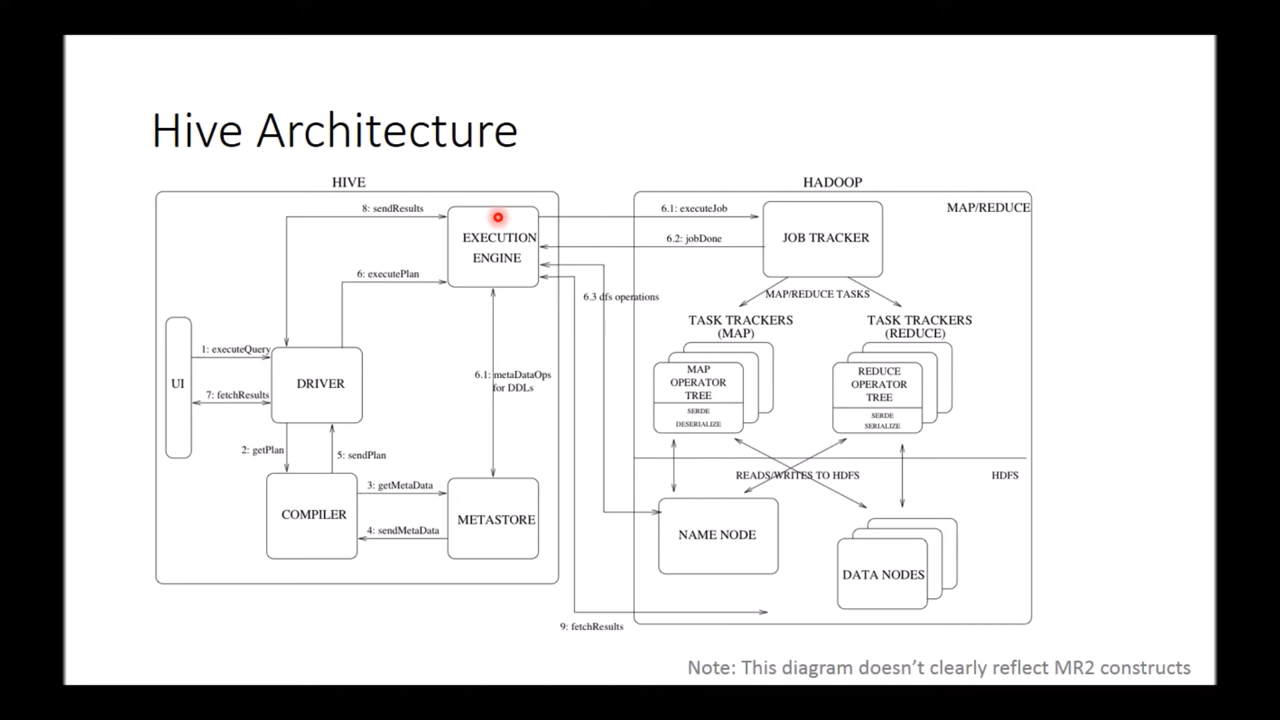 Hive Architecture
HIVE
HADOOP
8: sendResults
6.1: executeJob
MAP/REDUCE
EXECUTION
ENGINE
6.2: jobDone
JOB TRACKER
6: executePlan
6.3 dfs operations
MAP/REDUCE TASKS
TASK TRACKERS
(MAP)
TASK TRACKERS
(REDUCE)
1: executeQuery
UI
DRIVER
7: fetchResults
6.1: metaDataOps
for DDLs
MAP
OPERATOR
TREE
SERDE
DESERIALIZE
REDUCE
OPERATOR
TREE
SERDE
SERIALIZE
2: getPlan
5: sendPlan
3: getMetaData
READS/WRITES TO HDFS
HDFS
COMPILER
METASTORE
4: sendMetaData
NAME NODE
DATA NODES
9: fetchResults
Note: This diagram doesn't clearly reflect MR2 constructs